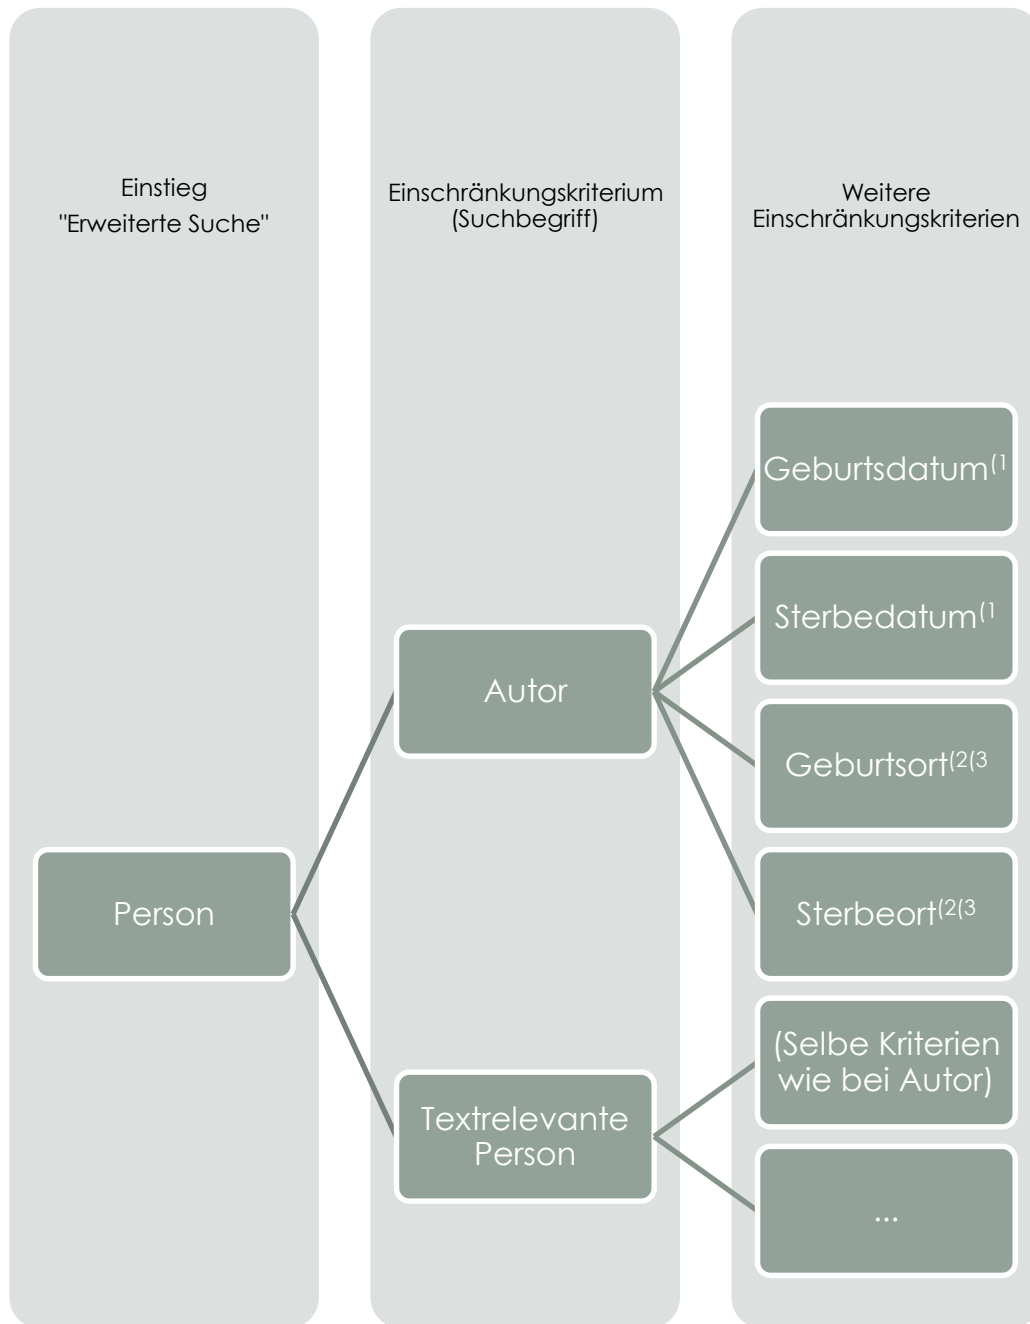 Einstieg
"Erweiterte Suche"
Einschränkungskriterium
(Suchbegriff)
Weitere
Einschränkungskriterien
Person
Autor
Textrelevante
Person
Geburtsdatum(1
Sterbedatum(1
Geburtsort(2(3
Sterbeort(2(3
(Selbe Kriterien
wie bei Autor)
...